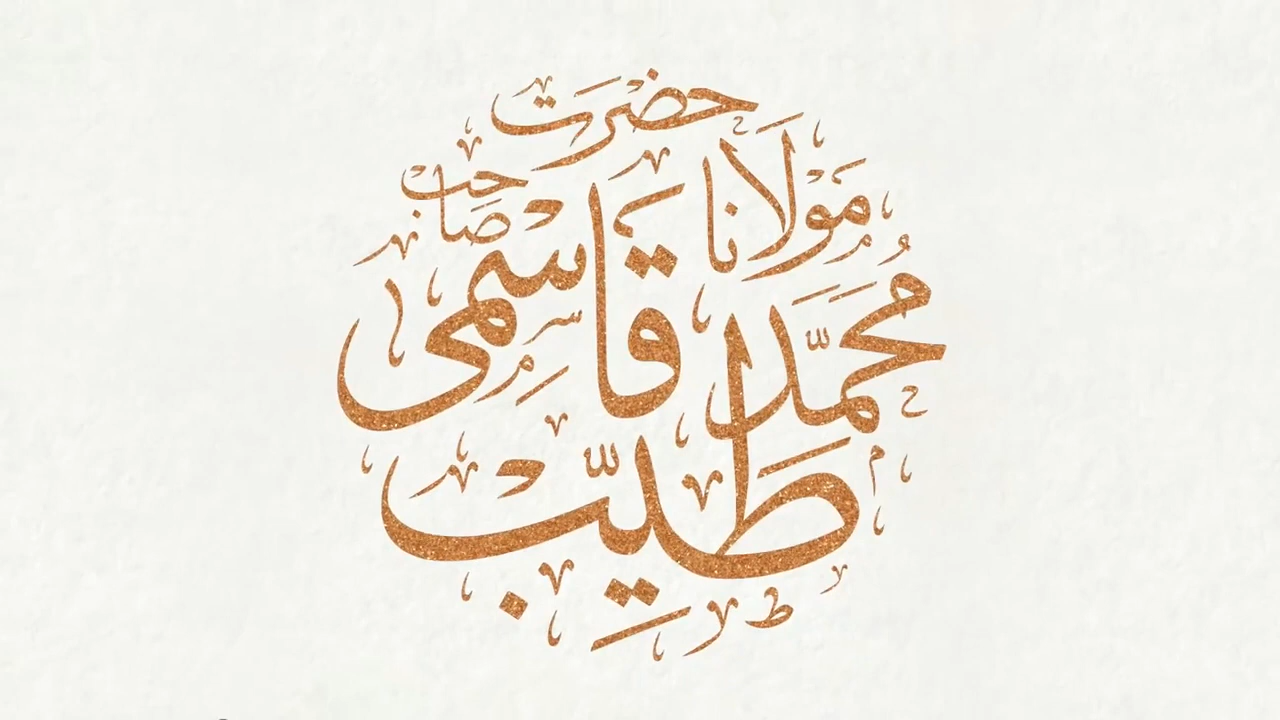 حضرت
مولانا
محمد طیب
قاسمی
صاحب